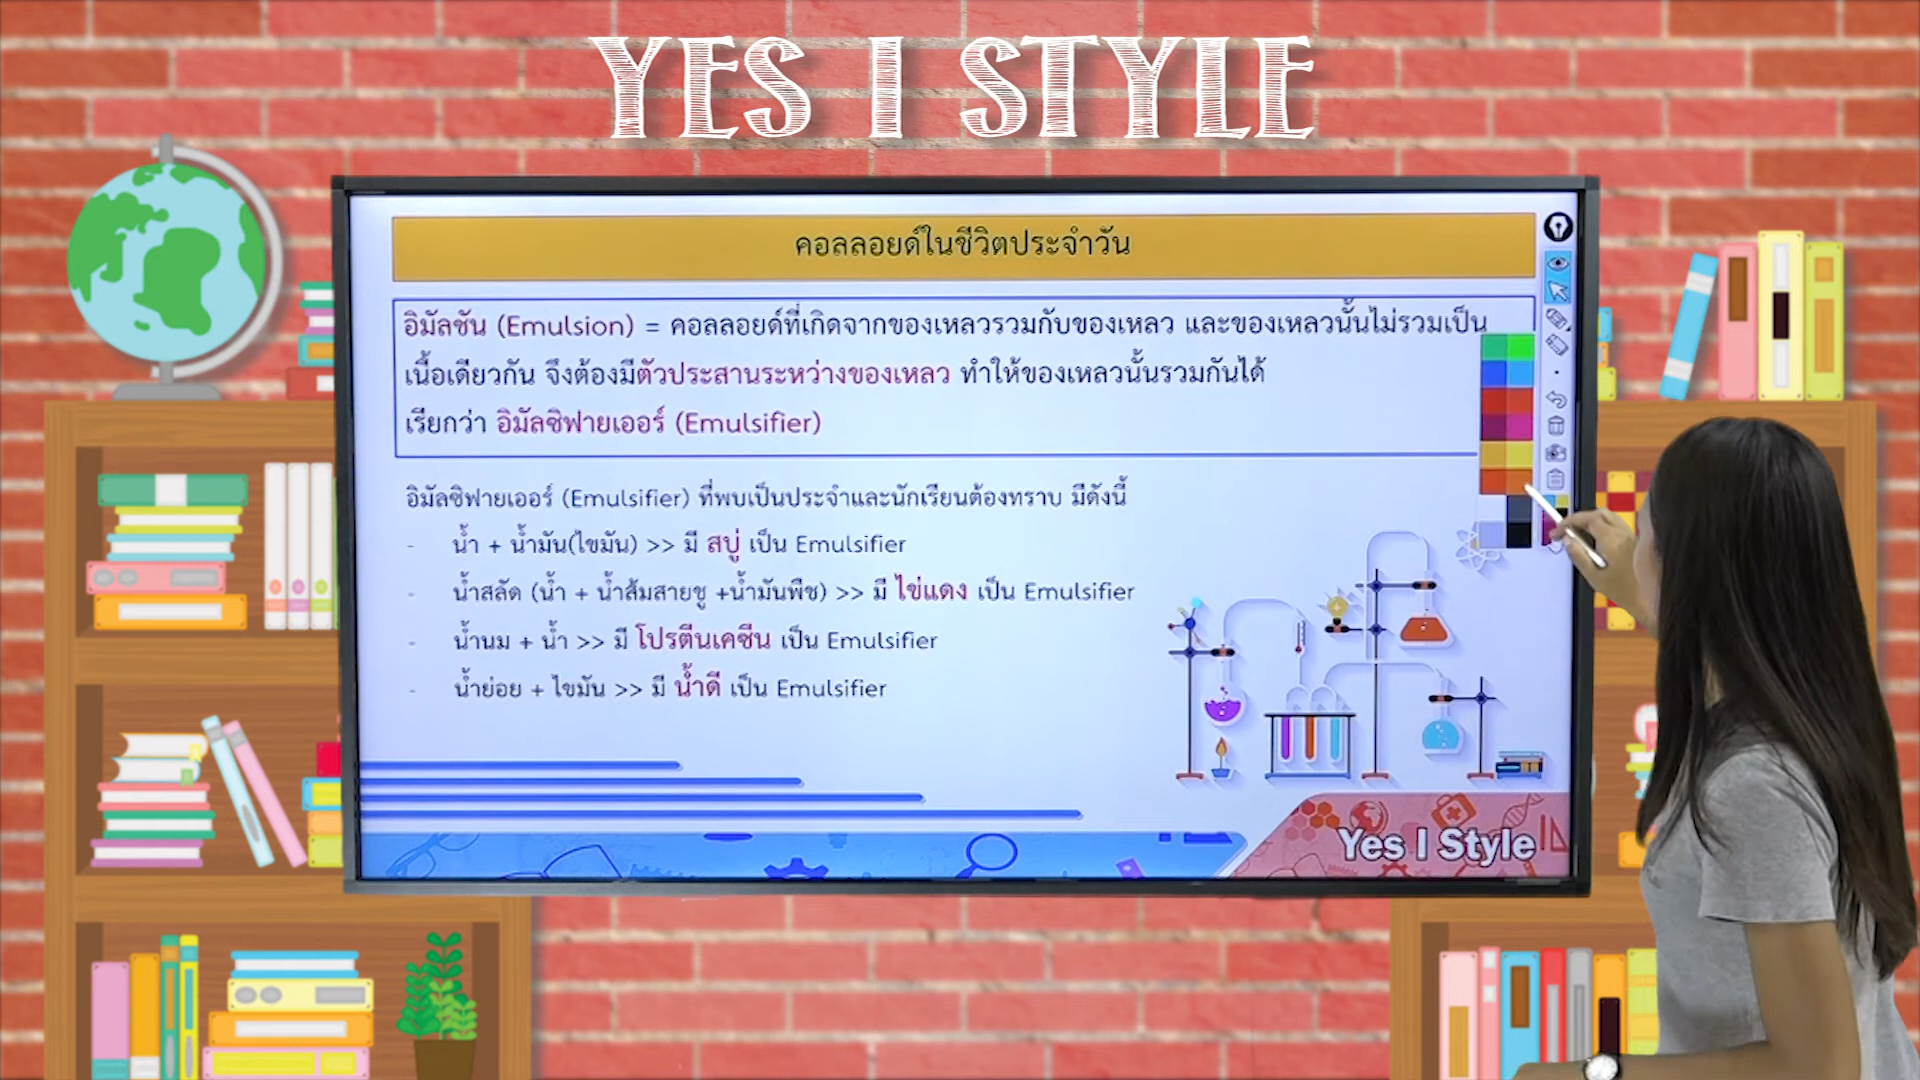 YES I STYLE
คอลลอยด์ในชีวิตประจำวัน
อิมัลชัน (Emulsion) = คอลลอยด์ที่เกิดจากของเหลวรวมกับของเหลว และของเหลวนั้นไม่รวมเป็น
เนื้อเดียวกัน จึงต้องมีตัวประสานระหว่างของเหลว ทำให้ของเหลวนั้นรวมกันได้
เรียกว่า อิมัลซิฟายเออร์ (Emulsifier)
อิมัลซิฟายเออร์ (Emulsifier) ที่พบเป็นประจำและนักเรียนต้องทราบ มีดังนี้
- น้ำ + น้ำมัน(ไขมัน) >> มี สบู่ เป็น Emulsifier
- น้ำสลัด (น้ำ + น้ำส้มสายชู +น้ำมันพืช) >> มี ไข่แดง เป็น Emulsifier
- น้ำนม + น้ำ >> มี โปรตีนเคซีน เป็น Emulsifier
- น้ำย่อย + ไขมัน >> มี น้ำดี เป็น Emulsifier
Yes I Style